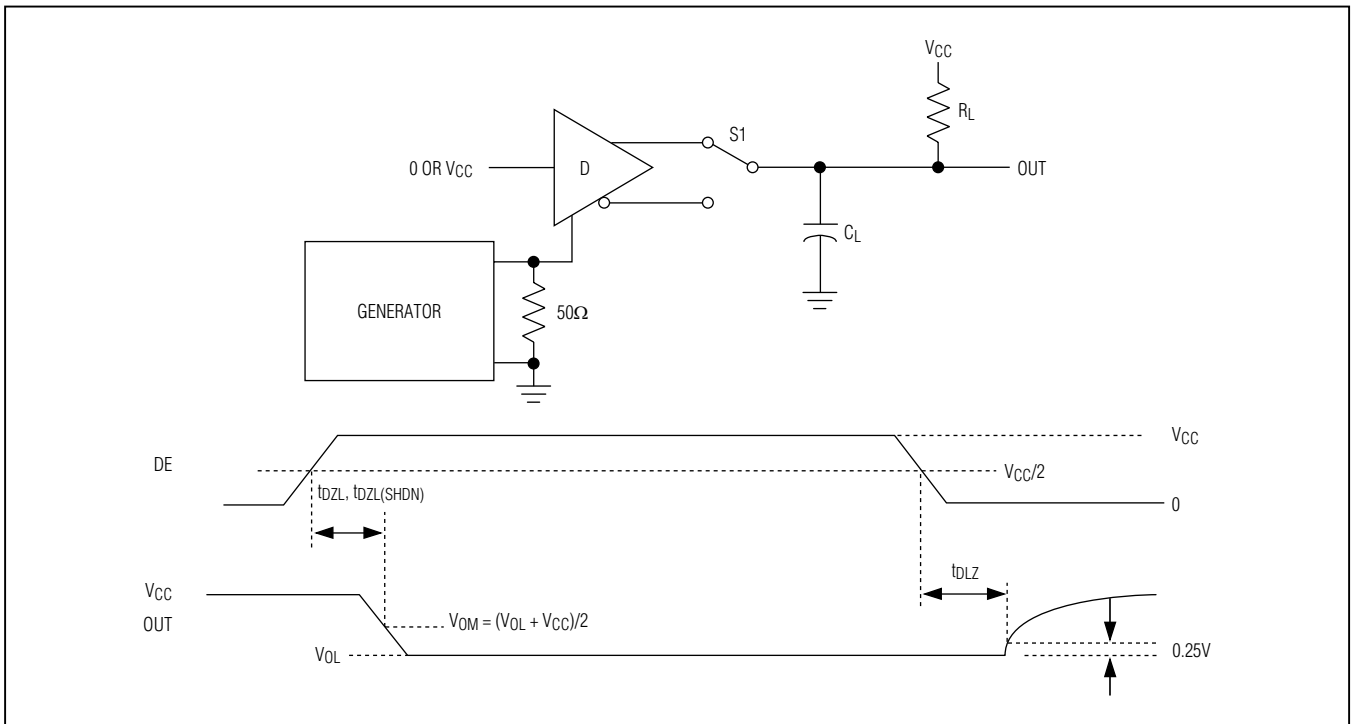 VCC
RL
S1
0 OR VCC
D
OUT
CL
GENERATOR
50Ω
VCC
DE
VCC/2
tDZL, tDZL(SHDN)
0
tDLZ
VCC
OUT
VOM = (VOL + VCC)/2
VOL
0.25V